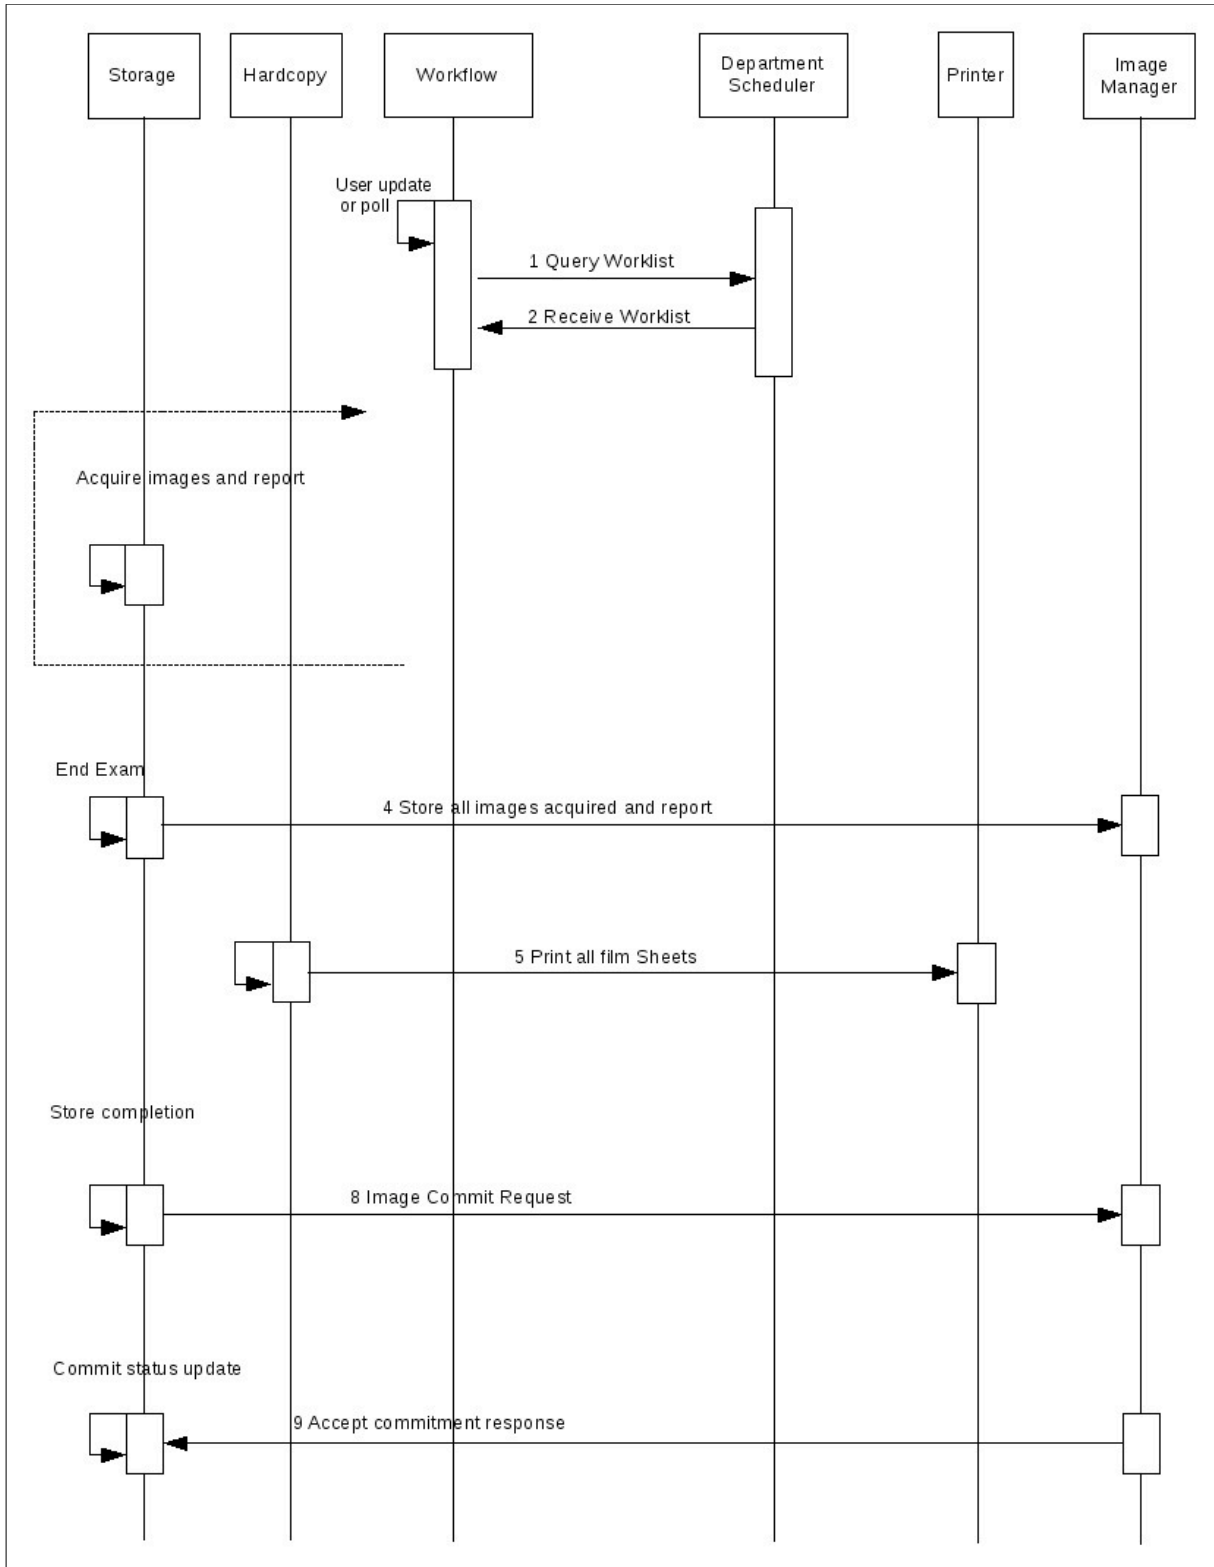 Storage
Hardcopy
Workflow
Department
Scheduler
Printer
Image
Manager
User update
or poll
1 Query Worklist
2 Receive Worklist
Acquire images and report
End Exam
4 Store all images acquired and report
5 Print all film Sheets
Store completion
8 Image Commit Request
Commit status update
9 Accept commitment response